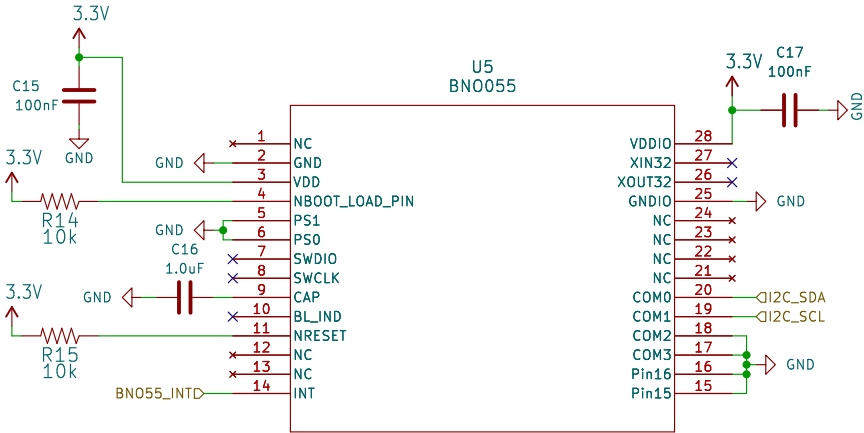 3.3V
C15
100nF
GND
3.3V
R14
10k
GND
GND
C16
1.0uF
GND
3.3V
R15
10k
BNO55_INT
U5
BNO055
1 NC
2 GND
3 VDD
4 NBOOT_LOAD_PIN
5 PS1
6 PS0
7 SWDIO
8 SWCLK
9 CAP
10 BL_IND
11 NRESET
12 NC
13 NC
14 INT
VDDIO 28
XIN32 27
XOUT32 26
GNDIO 25
NC 24
NC 23
NC 22
NC 21
COM0 20
COM1 19
COM2 18
COM3 17
Pin16 16
Pin15 15
3.3V
C17
100nF
GND
GND
I2C_SDA
I2C_SCL
GND